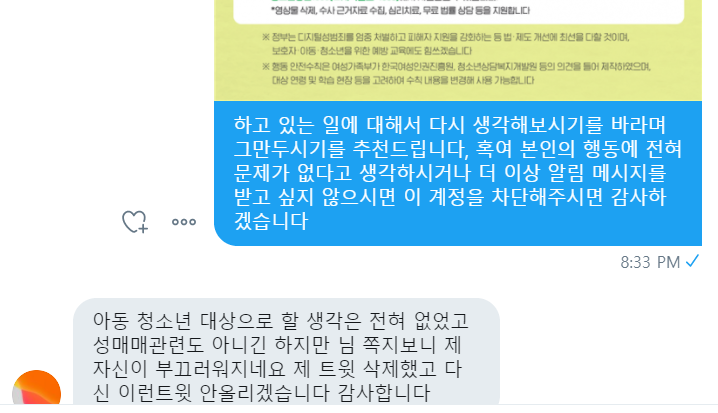 *영상물 삭제, 수사 근거자료 수집, 심리치료, 무료 법률 상담 등을 지원합니다
※ 정부는 디지털성범죄를 엄중 처벌하고 피해자 지원을 강화하는 등 법·제도 개선에 최선을 다할 것이며,
보호자·아동·청소년을 위한 예방 교육에도 힘쓰겠습니다
※ 행동 안전수칙은 여성가족부가 한국여성인권진흥원, 청소년상담복지개발원 등의 의견을 들어 제작하였으며,
대상 연령 및 학습 현장 등을 고려하여 수칙 내용을 변경해 사용 가능합니다
하고 있는 일에 대해서 다시 생각해보시기를 바라며
그만두시기를 추천드립니다, 혹여 본인의 행동에 전혀
문제가 없다고 생각하시거나 더 이상 알림 메시지를
받고 싶지 않으시면 이 계정을 차단해주시면 감사하
겠습니다
8:33 PM
아동 청소년 대상으로 할 생각은 전혀 없었고
성매매관련도 아니긴 하지만 님 쪽지보니 제
자신이 부끄러워지네요 제 트윗 삭제했고 다
신 이런트윗 안올리겠습니다 감사합니다